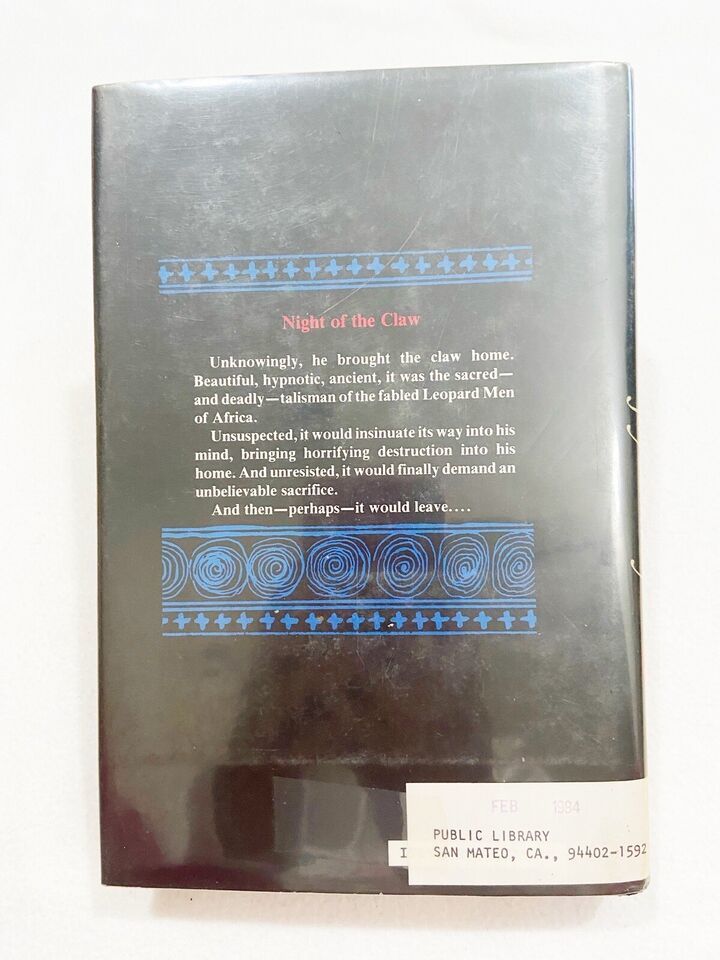 Night of the Claw
Unknowingly, he brought the claw home.
Beautiful, hypnotic, ancient, it was the sacred—
and deadly—talisman of the fabled Leopard Men
of Africa.
Unsuspected, it would insinuate its way into his
mind, bringing horrifying destruction into his
home. And unresisted, it would finally demand an
unbelievable sacrifice.
And then—perhaps—it would leave....
FEB 1984
PUBLIC LIBRARY
SAN MATEO, CA., 94402-1592